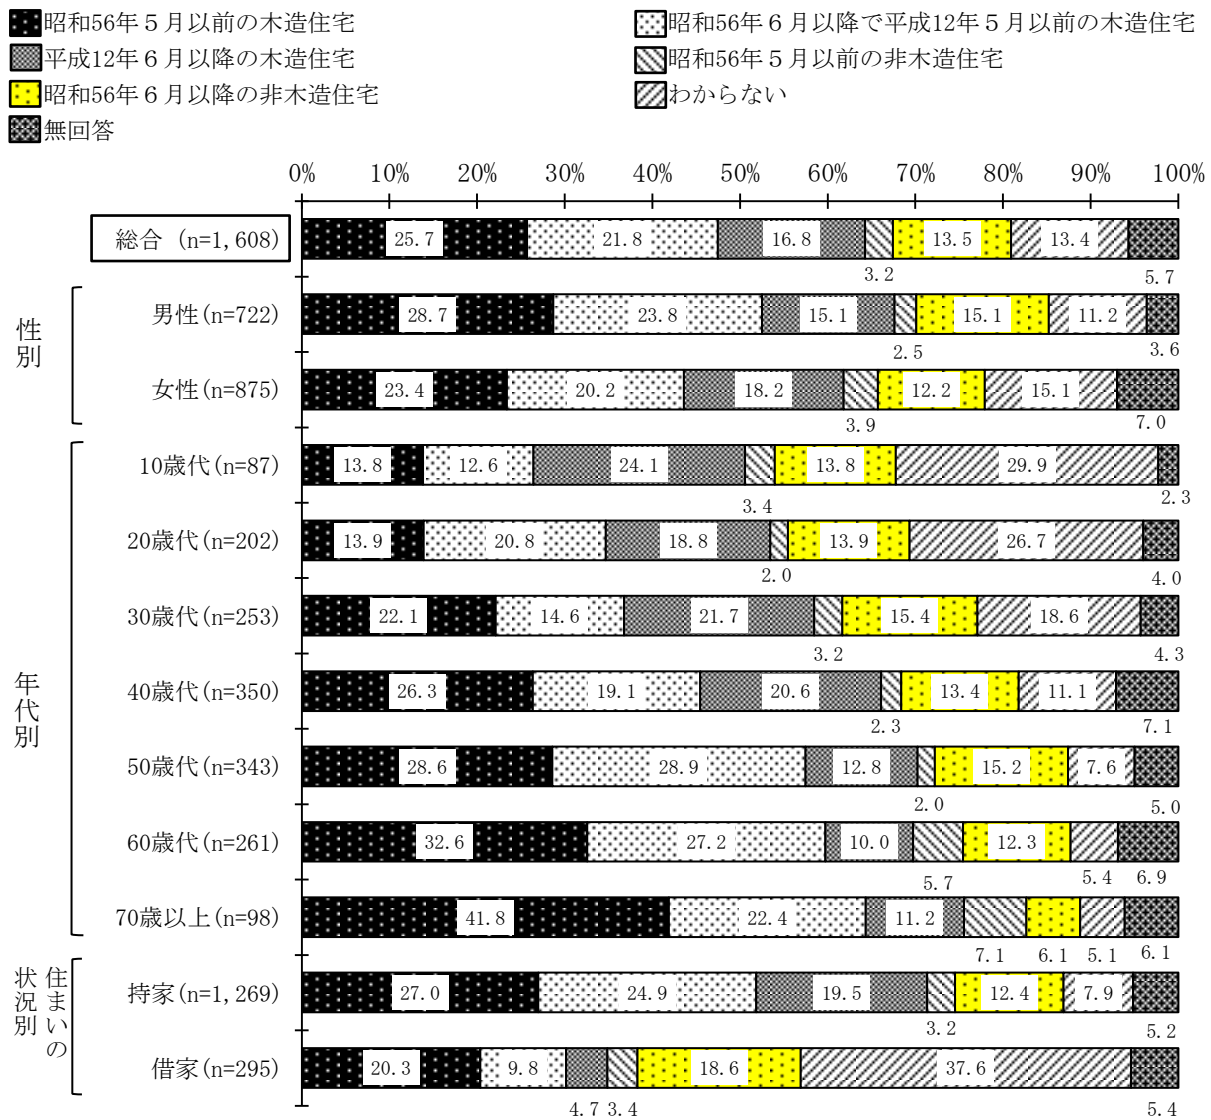 昭和56年５月以前の木造住宅
昭和56年６月以降で平成12年５月以前の木造住宅
平成12年６月以降の木造住宅
昭和56年５月以前の非木造住宅
昭和56年６月以降の非木造住宅
わからない
無回答
0% 10% 20% 30% 40% 50% 60% 70% 80% 90% 100%
総合 (n=1,608) 25.7 21.8 16.8 13.5 13.4
3.2 5.7
性別
男性(n=722) 28.7 23.8 15.1 15.1 11.2
2.5 3.6
女性(n=875) 23.4 20.2 18.2 12.2 15.1
3.9 7.0
年代別
10歳代(n=87) 13.8 12.6 24.1 13.8 29.9
3.4 2.3
20歳代(n=202) 13.9 20.8 18.8 13.9 26.7
2.0 4.0
30歳代(n=253) 22.1 14.6 21.7 15.4 18.6
3.2 4.3
40歳代(n=350) 26.3 19.1 20.6 13.4 11.1
2.3 7.1
50歳代(n=343) 28.6 28.9 12.8 15.2 7.6
2.0 5.0
60歳代(n=261) 32.6 27.2 10.0 12.3
5.7 5.4 6.9
70歳以上(n=98) 41.8 22.4 11.2
7.1 6.1 5.1 6.1
住まいの
状況別
持家(n=1,269) 27.0 24.9 19.5 12.4 7.9
3.2 5.2
借家(n=295) 20.3 9.8 18.6 37.6
4.7 3.4 5.4